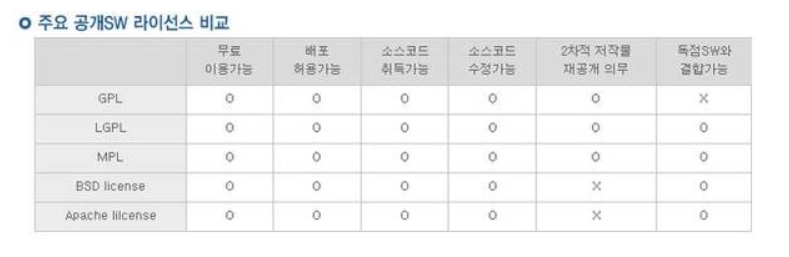 주요 공개SW 라이선스 비교
무료 배포 소스코드 소스코드 2차적 저작물 독점SW와
이용가능 허용가능 취득가능 수정가능 재공개 의무 결합가능
GPL O O O O O X
LGPL O O O O O O
MPL O O O O O O
BSD license O O O O X O
Apache lilcense O O O O X O